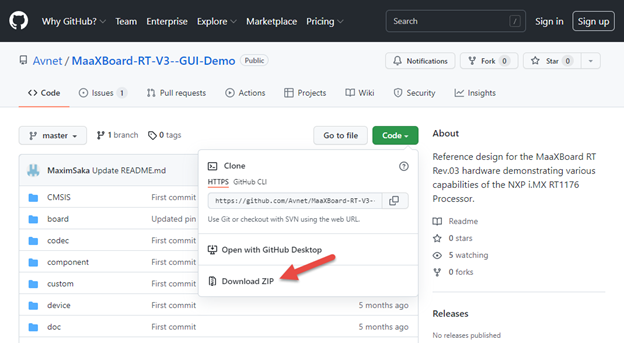 Why GitHub? Team Enterprise Explore Marketplace Pricing Search / Sign in Sign up
Avnet / MaaXBoard-RT-V3--GUI-Demo Public Notifications Fork 0 Star 0
Code Issues 1 Pull requests Actions Projects Wiki Security Insights
master 1 branch 0 tags Go to file Code
MaximSaka Update README.md
CMSIS First commit
board Updated pin
codec First commit
component First commit
custom First commit
device First commit 5 months ago
doc First commit 5 months ago
Clone
HTTPS GitHub CLI
https://github.com/Avnet/MaaXBoard-RT-V3--
Use Git or checkout with SVN using the web URL.
Open with GitHub Desktop
Download ZIP
About
Reference design for the MaaXBoard RT
Rev.03 hardware demonstrating various
capabilities of the NXP i.MX RT1176
Processor.
Readme
0 stars
5 watching
0 forks
Releases
No releases published